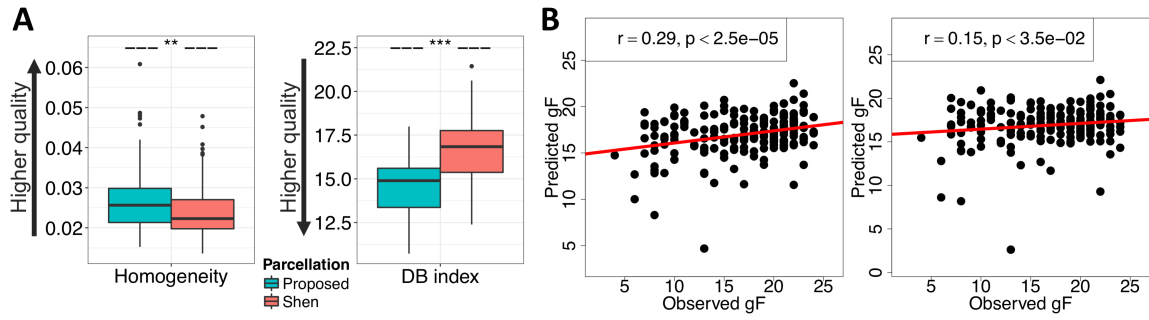 A
Higher quality
**
0.06
0.05
0.04
0.03
0.02
Homogeneity
Higher quality
***
22.5
20.0
17.5
15.0
12.5
DB index
Parcellation
Proposed
Shen
B
r = 0.29, p < 2.5e−05
Predicted gF
25
20
15
10
5
5 10 15 20 25
Observed gF
r = 0.15, p < 3.5e−02
Predicted gF
25
20
15
10
5
0
5 10 15 20 25
Observed gF